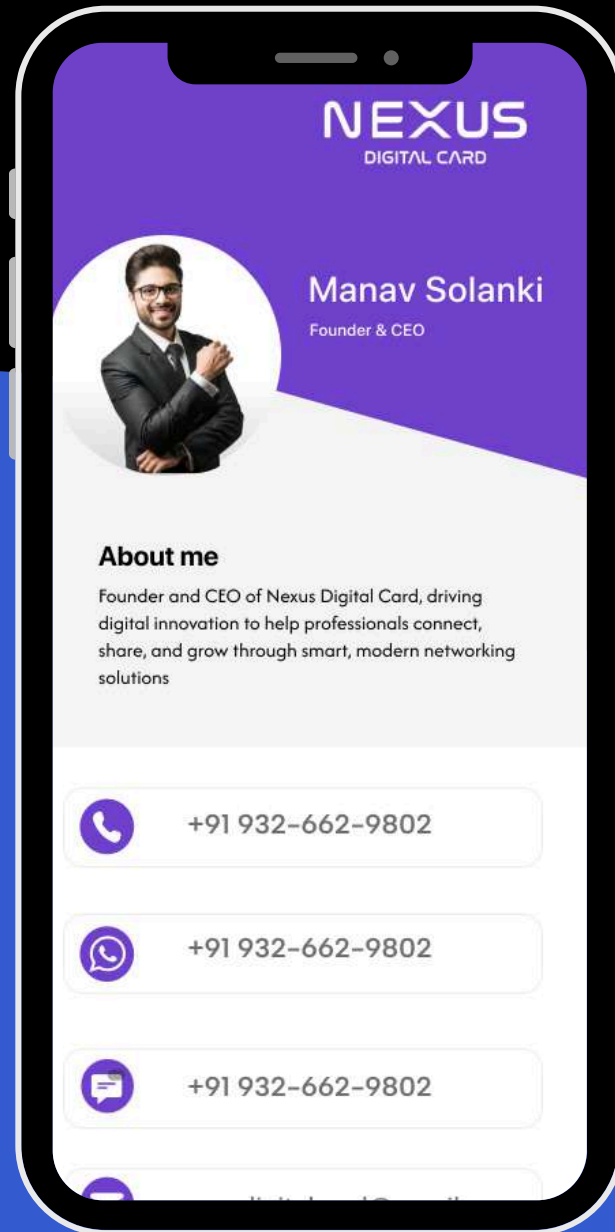 NEXUS
DIGITAL CARD
Manav Solanki
Founder & CEO
About me
Founder and CEO of Nexus Digital Card, driving
digital innovation to help professionals connect,
share, and grow through smart, modern networking
solutions
+91 932-662-9802
+91 932-662-9802
+91 932-662-9802